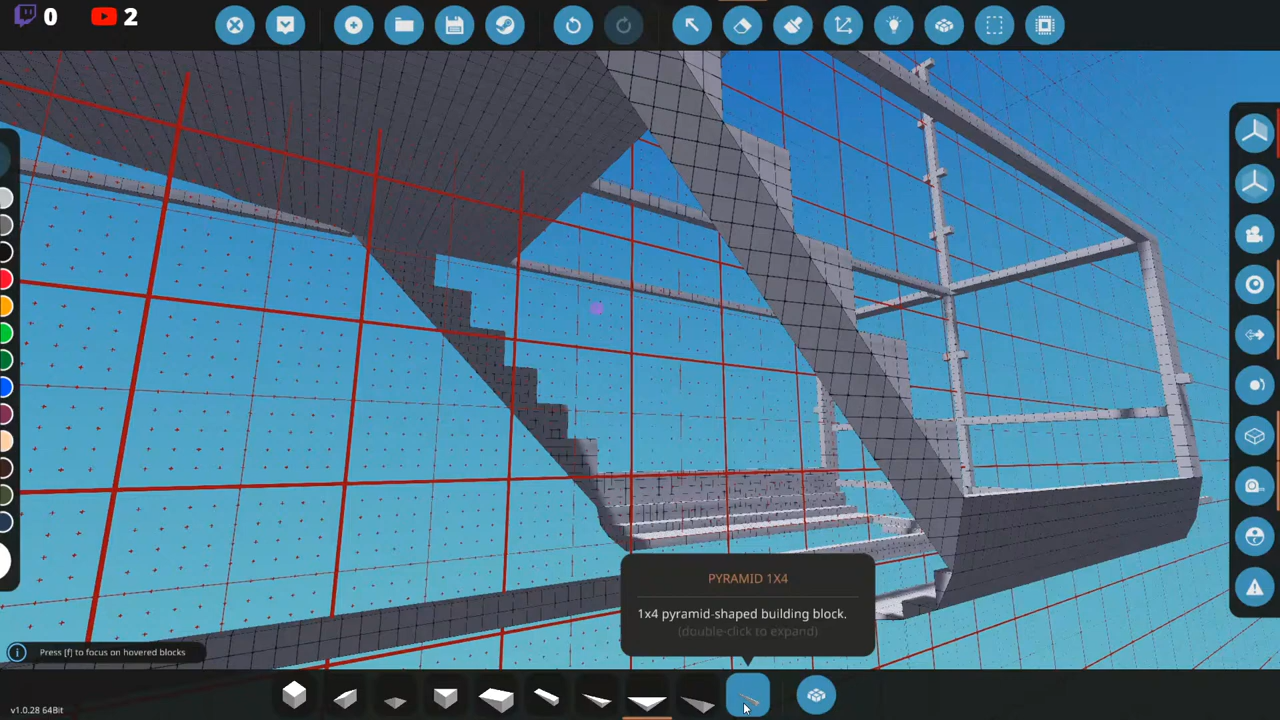 0
2
PYRAMID 1X4
1x4 pyramid-shaped building block.
(double-click to expand)
Press [f] to focus on hovered blocks
v1.0.28 64Bit